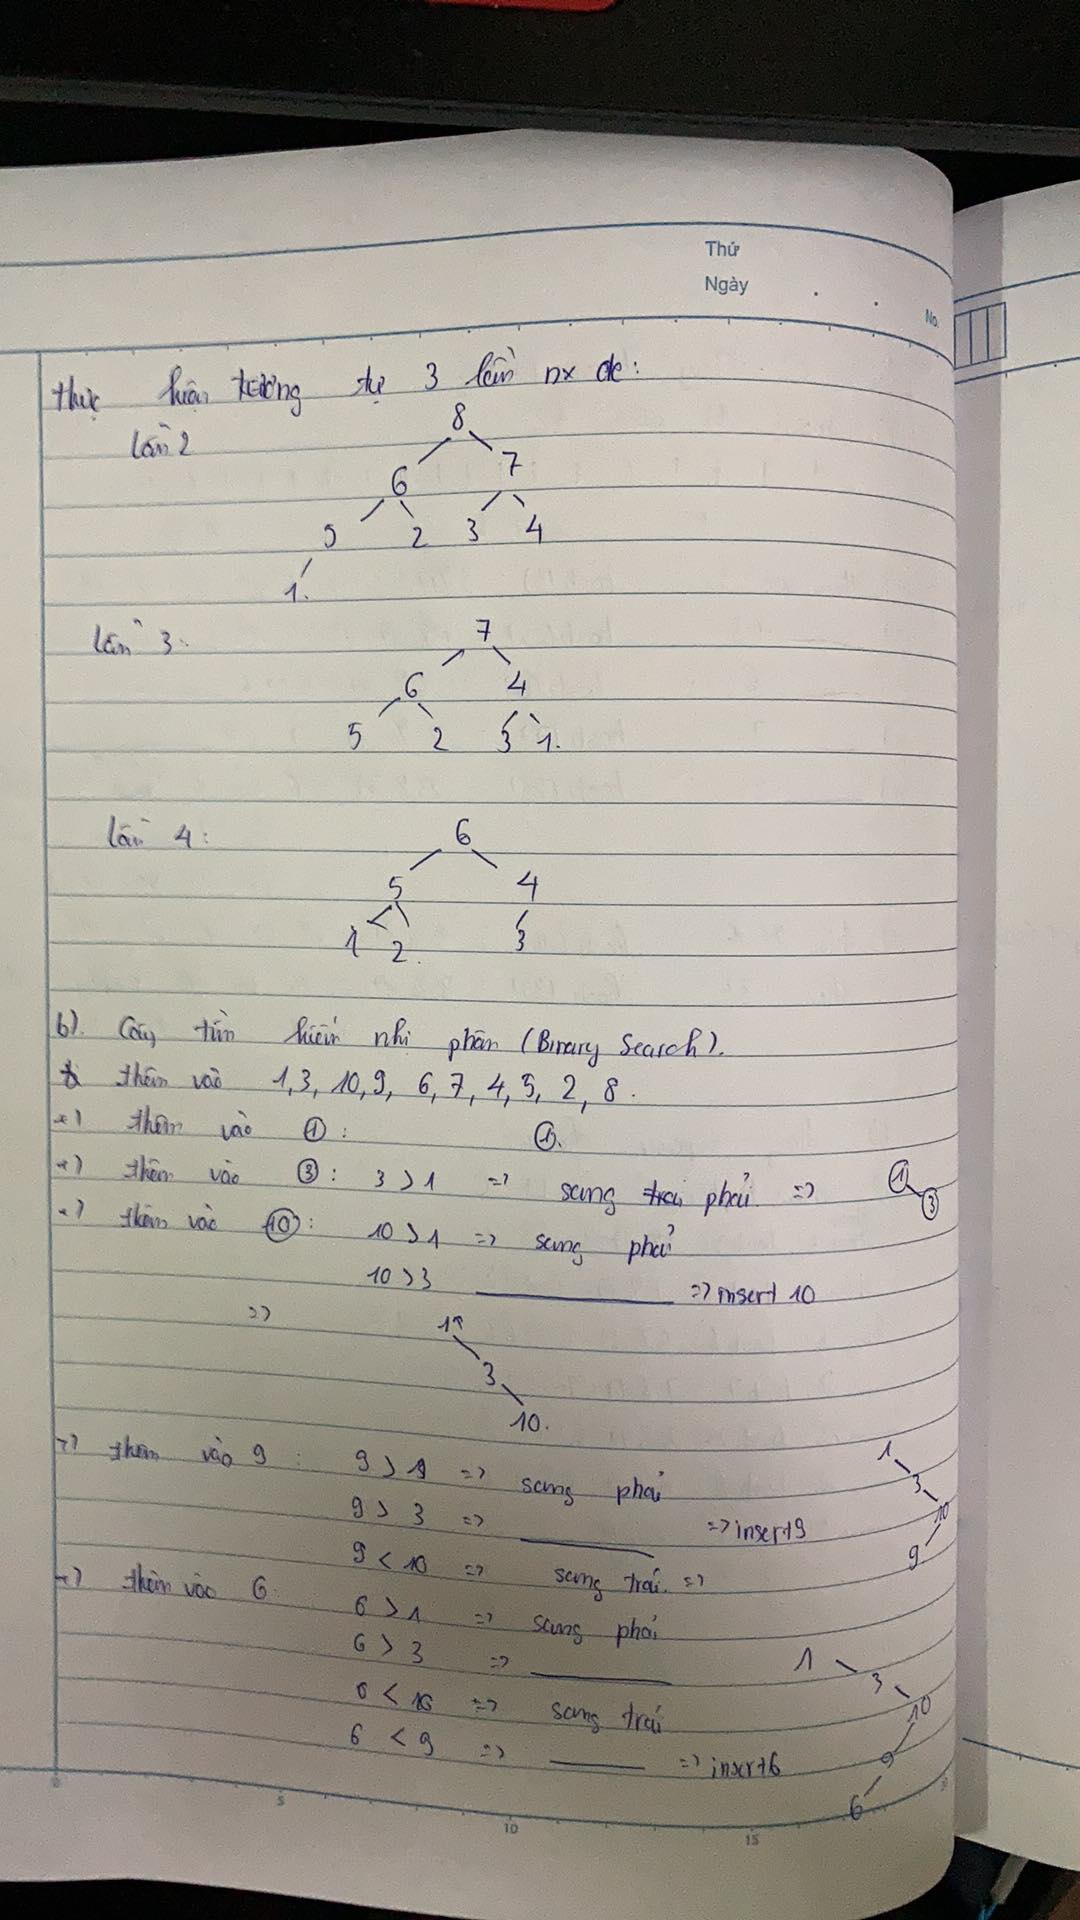 Thứ
Ngày
No.
thực hiện tương tự 3 lần nx đc:
lần 2
8
6 7
5 2 3 4
1.
lần 3:
7
6 4
5 2 3 1.
lần 4:
6
5 4
1 2. 3
b). Cây tìm kiếm nhị phân (Binary Search).
thêm vào 1, 3, 10, 9, 6, 7, 4, 5, 2, 8.
+) thêm vào ①: ①.
+) thêm vào ③: 3 > 1 => sang phải => ① ③
+) thêm vào ⑩: 10 > 1 => sang phải
10 > 3 => insert 10
=> 1
3
10.
+) thêm vào 9: 9 > 1 => sang phải 1
9 > 3 => => insert 9 3
9 < 10 => sang trái => 10
9
+) thêm vào 6 6 > 1 => sang phải
6 > 3 => 1
6 < 10 => sang trái 3
6 < 9 => => insert 6 10
9
6
0 5 10 15